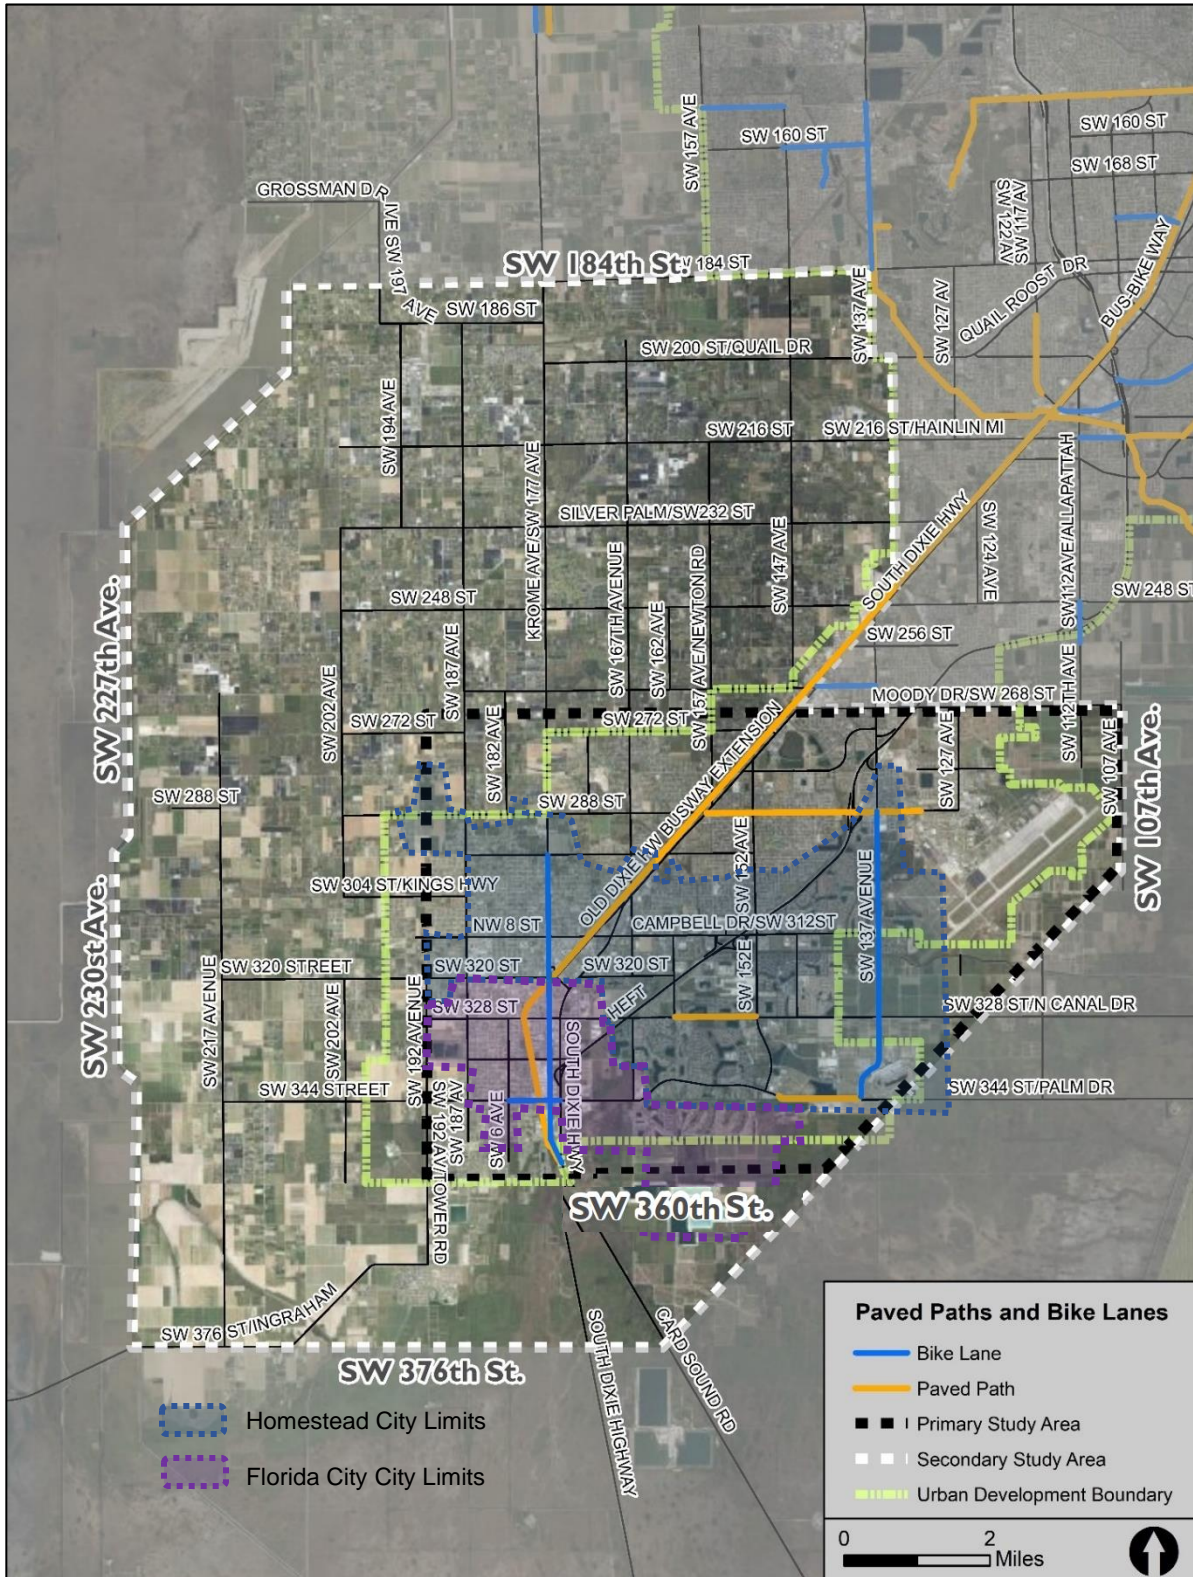 SW 157 AVE
SW 160 ST
SW 160 ST
SW 168 ST
SW 122 AV
SW 117 AV
GROSSMAN DR
IVE SW 197
AVE
SW 184th St.
184 ST
SW 137 AVE
SW 127 AV
QUAIL ROOST DR
BUS-BIKE WAY
SW 186 ST
SW 200 ST/QUAIL DR
SW 194 AVE
SW 216 ST
SW 216 ST/HAINLIN MI
KROME AVE/SW 177 AVE
SILVER PALM/SW232 ST
SW 147 AVE
SOUTH DIXIE HWY
SW 124 AVE
SW112AVE/ALLAPATTAH
SW 227th Ave.
SW 248 ST
SW 248 ST
SW 167TH AVENUE
SW 162 AVE
SW 157 AVE/NEWTON RD
SW 256 ST
SW 202 AVE
SW 187 AVE
SW 182 AVE
SW 272 ST
SW 272 ST
MOODY DR/SW 268 ST
SW 112TH AVE
SW 107 AVE
SW 107th Ave.
SW 127 AVE
SW 288 ST
SW 288 ST
OLD DIXIE HW BUSWAY EXTENSION
SW 152 AVE
SW 304 ST/KINGS HWY
NW 8 ST
CAMPBELL DR/SW 312ST
SW 137 AVENUE
SW 230st Ave.
SW 217 AVENUE
SW 320 STREET
SW 320 ST
SW 320 ST
SW 152E
HEFT
SW 202 AVE
SW 192 AVENUE
SW 328 ST
SW 328 ST/N CANAL DR
SOUTH DIXIE HWY
SW 344 STREET
SW 344 ST/PALM DR
SW 187 AV
SW 6 AVE
SW 192 AV/TOWER RD
SW 360th St.
SW 376 ST/INGRAHAM
SW 376th St.
SOUTH DIXIE HIGHWAY
CARD SOUND RD
Homestead City Limits
Florida City City Limits
Paved Paths and Bike Lanes
Bike Lane
Paved Path
Primary Study Area
Secondary Study Area
Urban Development Boundary
0 2
Miles